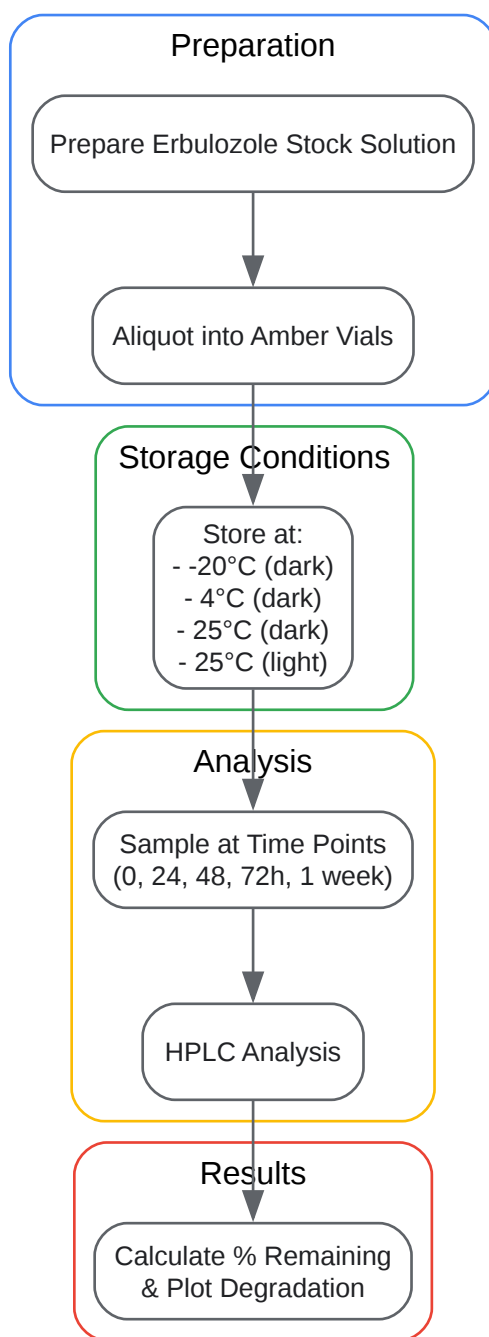 Preparation
Prepare Erbulozole Stock Solution
Aliquot into Amber Vials
Storage Conditions
Store at:
- -20°C (dark)
- 4°C (dark)
- 25°C (dark)
- 25°C (light)
Analysis
Sample at Time Points
(0, 24, 48, 72h, 1 week)
HPLC Analysis
Results
Calculate % Remaining
& Plot Degradation